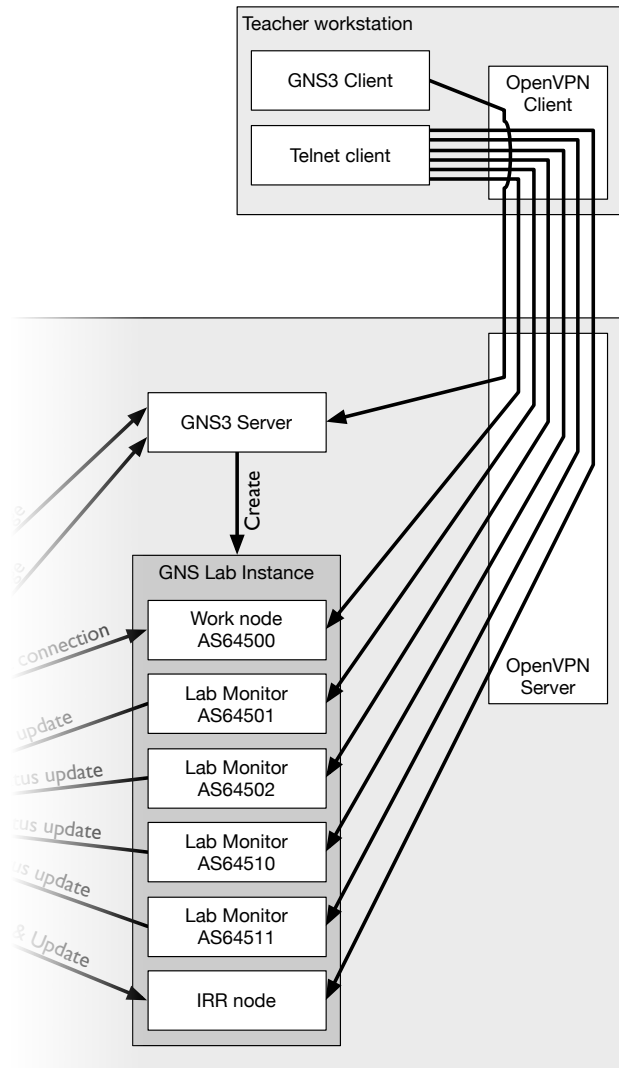 Teacher workstation
GNS3 Client
OpenVPN
Client
Telnet client
GNS3 Server
Create
GNS Lab Instance
Work node
AS64500
connection
Lab Monitor
AS64501
update
Lab Monitor
AS64502
tus update
Lab Monitor
AS64510
tus update
Lab Monitor
AS64511
us update
IRR node
& Update
OpenVPN
Server